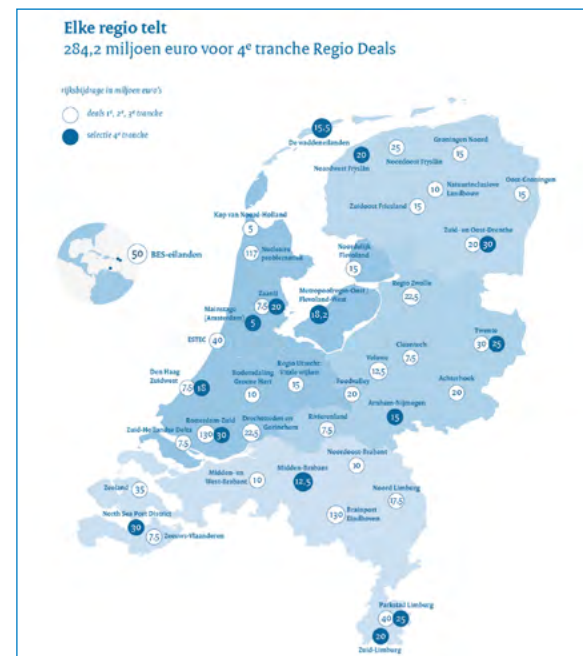 Elke regio telt
284,2 miljoen euro voor 4e tranche Regio Deals
rijksbijdrage in miljoen euro's
deals 1e, 2e, 3e tranche
selectie 4e tranche
15,5
De waddeneilanden
20
Noordwest Fryslân
25
Noordoost Fryslân
Groningen Noord
15
10
Natuurinclusieve
Landbouw
Oost-Groningen
15
Zuidoost Friesland
15
Kop van Noord-Holland
5
Zuid- en Oost-Drenthe
20
30
50
BES-eilanden
117
Noordelijk
Flevoland
15
Regio Zwolle
22,5
Zaanstad
7,5
20
Metropoolregio Oost /
Flevoland-West
18,2
(Amsterdam)
5
ESTEC
40
Twente
30
25
Cleantech
7,5
Veluwe
12,5
Den Haag
Zuidwest
7,5
18
Bodemdaling
Groene Hart
10
Regio Utrecht
Vitale wijken
15
Foodvalley
20
Achterhoek
20
Arnhem-Nijmegen
15
Rotterdam-Zuid
130
30
Drechtsteden en
Gorinchem
22,5
Rivierenland
7,5
Zuid-Hollandse Delta
7,5
Noordoost-Brabant
10
Midden- en
West-Brabant
10
Midden-Brabant
12,5
Zeeland
35
Noord Limburg
17,5
North Sea Port District
30
7,5
Zeeuws-Vlaanderen
130
Brainport
Eindhoven
Parkstad Limburg
40
25
20
Zuid-Limburg